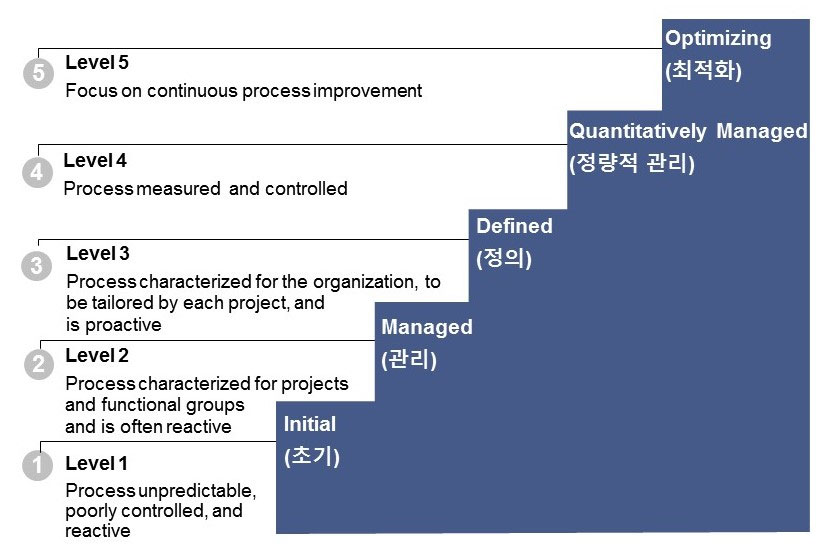 Optimizing
(최적화)
5
Level 5
Focus on continuous process improvement
Quantitatively Managed
(정량적 관리)
4
Level 4
Process measured and controlled
Defined
(정의)
3
Level 3
Process characterized for the organization, to
be tailored by each project, and
is proactive
Managed
(관리)
2
Level 2
Process characterized for projects
and functional groups
and is often reactive
Initial
(초기)
1
Level 1
Process unpredictable,
poorly controlled, and
reactive